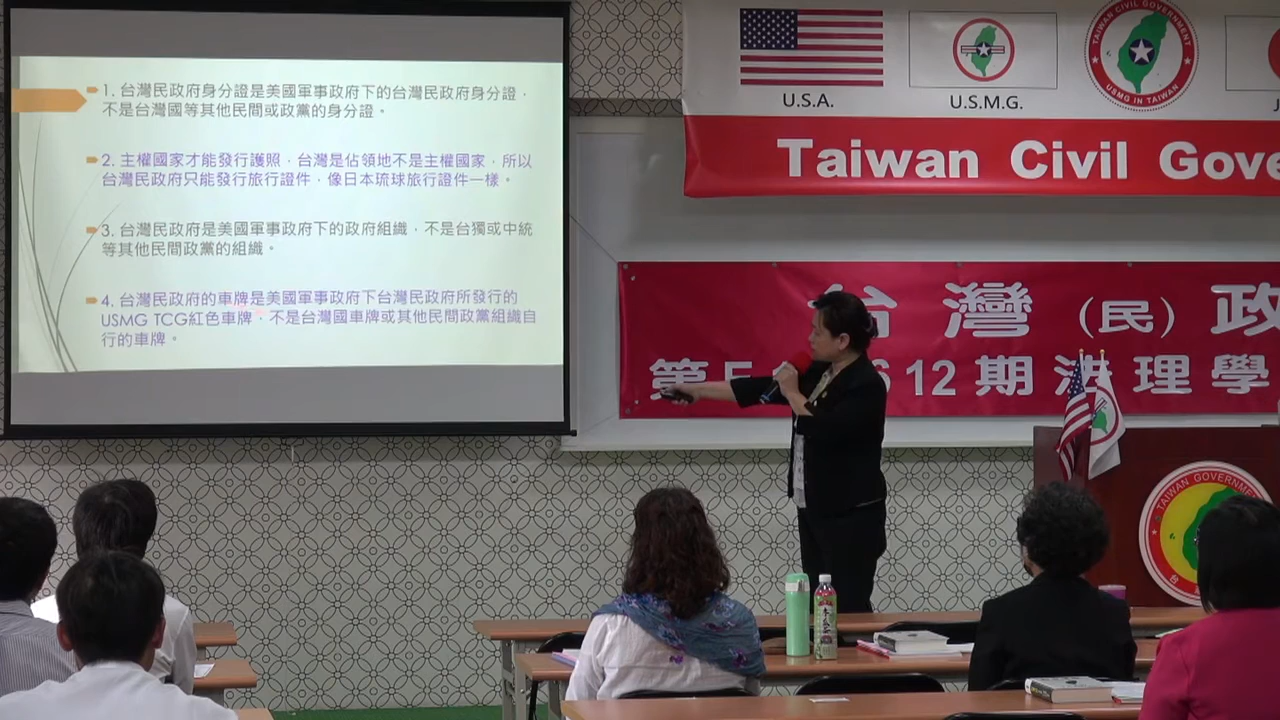 1. 台灣民政府身分證是美國軍事政府下的台灣民政府身分證，
不是台灣國等其他民間或政黨的身分證。
2. 主權國家才能發行護照，台灣是佔領地不是主權國家，所以
台灣民政府只能發行旅行證件，像日本琉球旅行證件一樣。
3. 台灣民政府是美國軍事政府下的政府組織，不是台獨或中統
等其他民間政黨的組織。
4. 台灣民政府的車牌是美國軍事政府下台灣民政府所發行的
USMG TCG紅色車牌，不是台灣國車牌或其他民間政黨組織自
行的車牌。
U.S.A.
U.S.M.G.
TAIWAN CIVIL GOVERNMENT
USMG IN TAIWAN
J
Taiwan Civil Gove
台灣（民）政
第E 612期法理學
TAIWAN GOVERNMENT
台